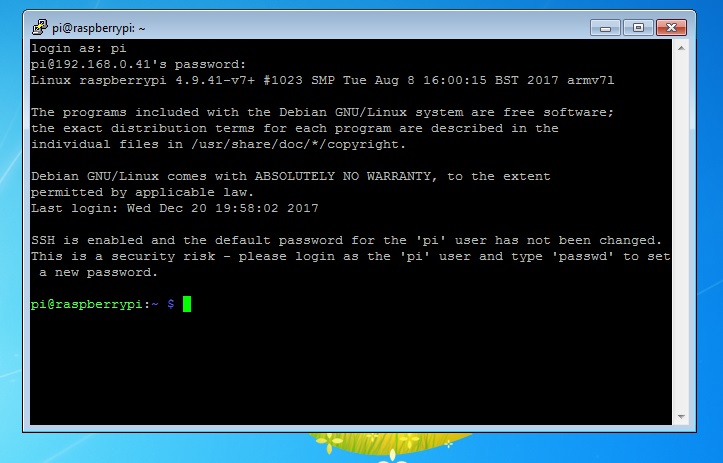 pi@raspberrypi: ~
login as: pi
pi@192.168.0.41's password:
Linux raspberrypi 4.9.41-v7+ #1023 SMP Tue Aug 8 16:00:15 BST 2017 armv7l
The programs included with the Debian GNU/Linux system are free software;
the exact distribution terms for each program are described in the
individual files in /usr/share/doc/*/copyright.
Debian GNU/Linux comes with ABSOLUTELY NO WARRANTY, to the extent
permitted by applicable law.
Last login: Wed Dec 20 19:58:02 2017
SSH is enabled and the default password for the 'pi' user has not been changed.
This is a security risk - please login as the 'pi' user and type 'passwd' to set
a new password.
pi@raspberrypi:~ $